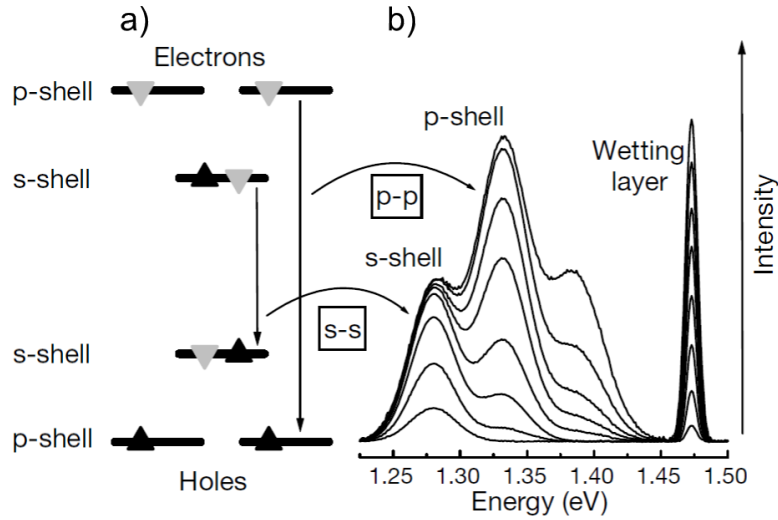 a)
Electrons
p-shell
s-shell
s-shell
p-shell
Holes
b)
p-shell
Wetting
layer
p-p
s-shell
s-s
Intensity
1.25 1.30 1.35 1.40 1.45 1.50
Energy (eV)